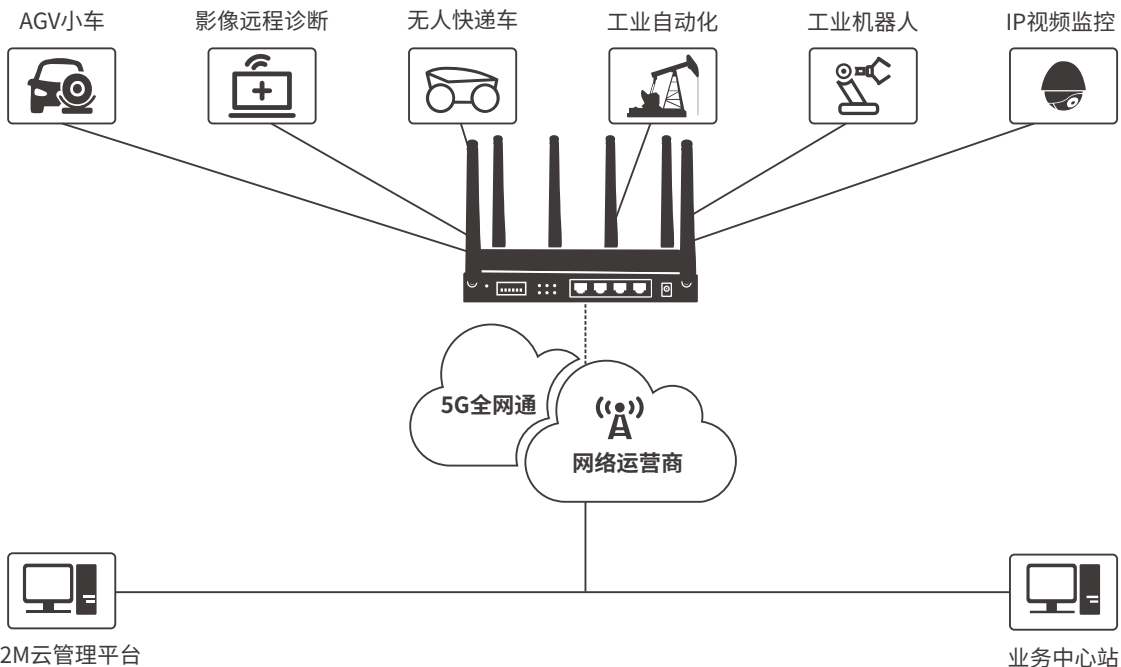 AGV小车
影像远程诊断
无人快递车
工业自动化
工业机器人
IP视频监控
5G全网通
网络运营商
2M云管理平台
业务中心站